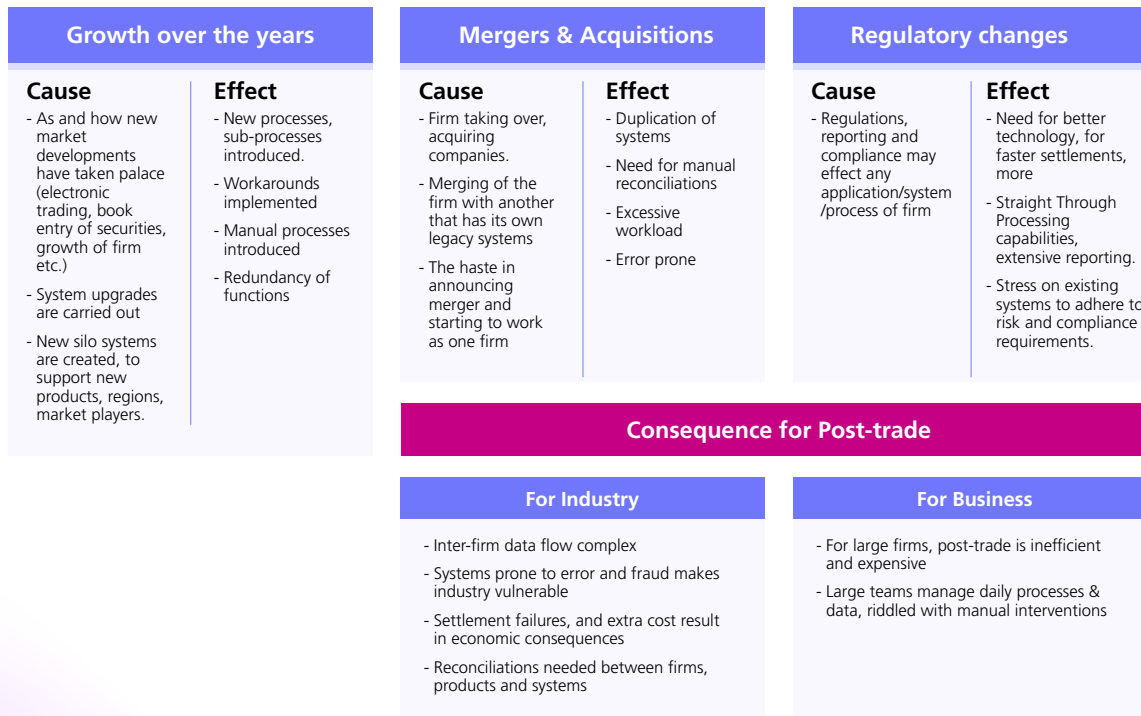 Growth over the years
Cause
- As and how new
market
developments
have taken palace
(electronic
trading, book
entry of securities,
growth of firm
etc.)
- System upgrades
are carried out
- New silo systems
are created, to
support new
products, regions,
market players.
Effect
- New processes,
sub-processes
introduced.
- Workarounds
implemented
- Manual processes
introduced
- Redundancy of
functions
Mergers & Acquisitions
Cause
- Firm taking over,
acquiring
companies.
- Merging of the
firm with another
that has its own
legacy systems
- The haste in
announcing
merger and
starting to work
as one firm
Effect
- Duplication of
systems
- Need for manual
reconciliations
- Excessive
workload
- Error prone
Regulatory changes
Cause
- Regulations,
reporting and
compliance may
effect any
application/system
/process of firm
Effect
- Need for better
technology, for
faster settlements,
more
- Straight Through
Processing
capabilities,
extensive reporting.
- Stress on existing
systems to adhere to
risk and compliance
requirements.
Consequence for Post-trade
For Industry
- Inter-firm data flow complex
- Systems prone to error and fraud makes
industry vulnerable
- Settlement failures, and extra cost result
in economic consequences
- Reconciliations needed between firms,
products and systems
For Business
- For large firms, post-trade is inefficient
and expensive
- Large teams manage daily processes &
data, riddled with manual interventions